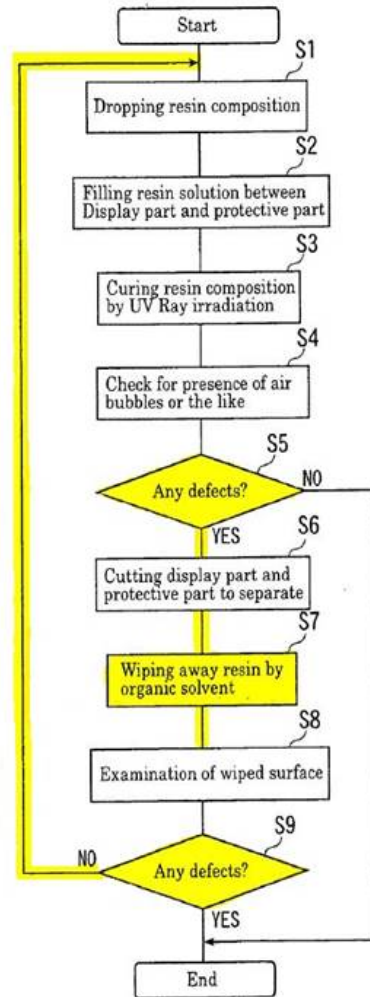 Start
S1
Dropping resin composition
S2
Filling resin solution between
Display part and protective part
S3
Curing resin composition
by UV Ray irradiation
S4
Check for presence of air
bubbles or the like
S5
Any defects?
NO
YES
S6
Cutting display part and
protective part to separate
S7
Wiping away resin by
organic solvent
S8
Examination of wiped surface
S9
NO
Any defects?
YES
End